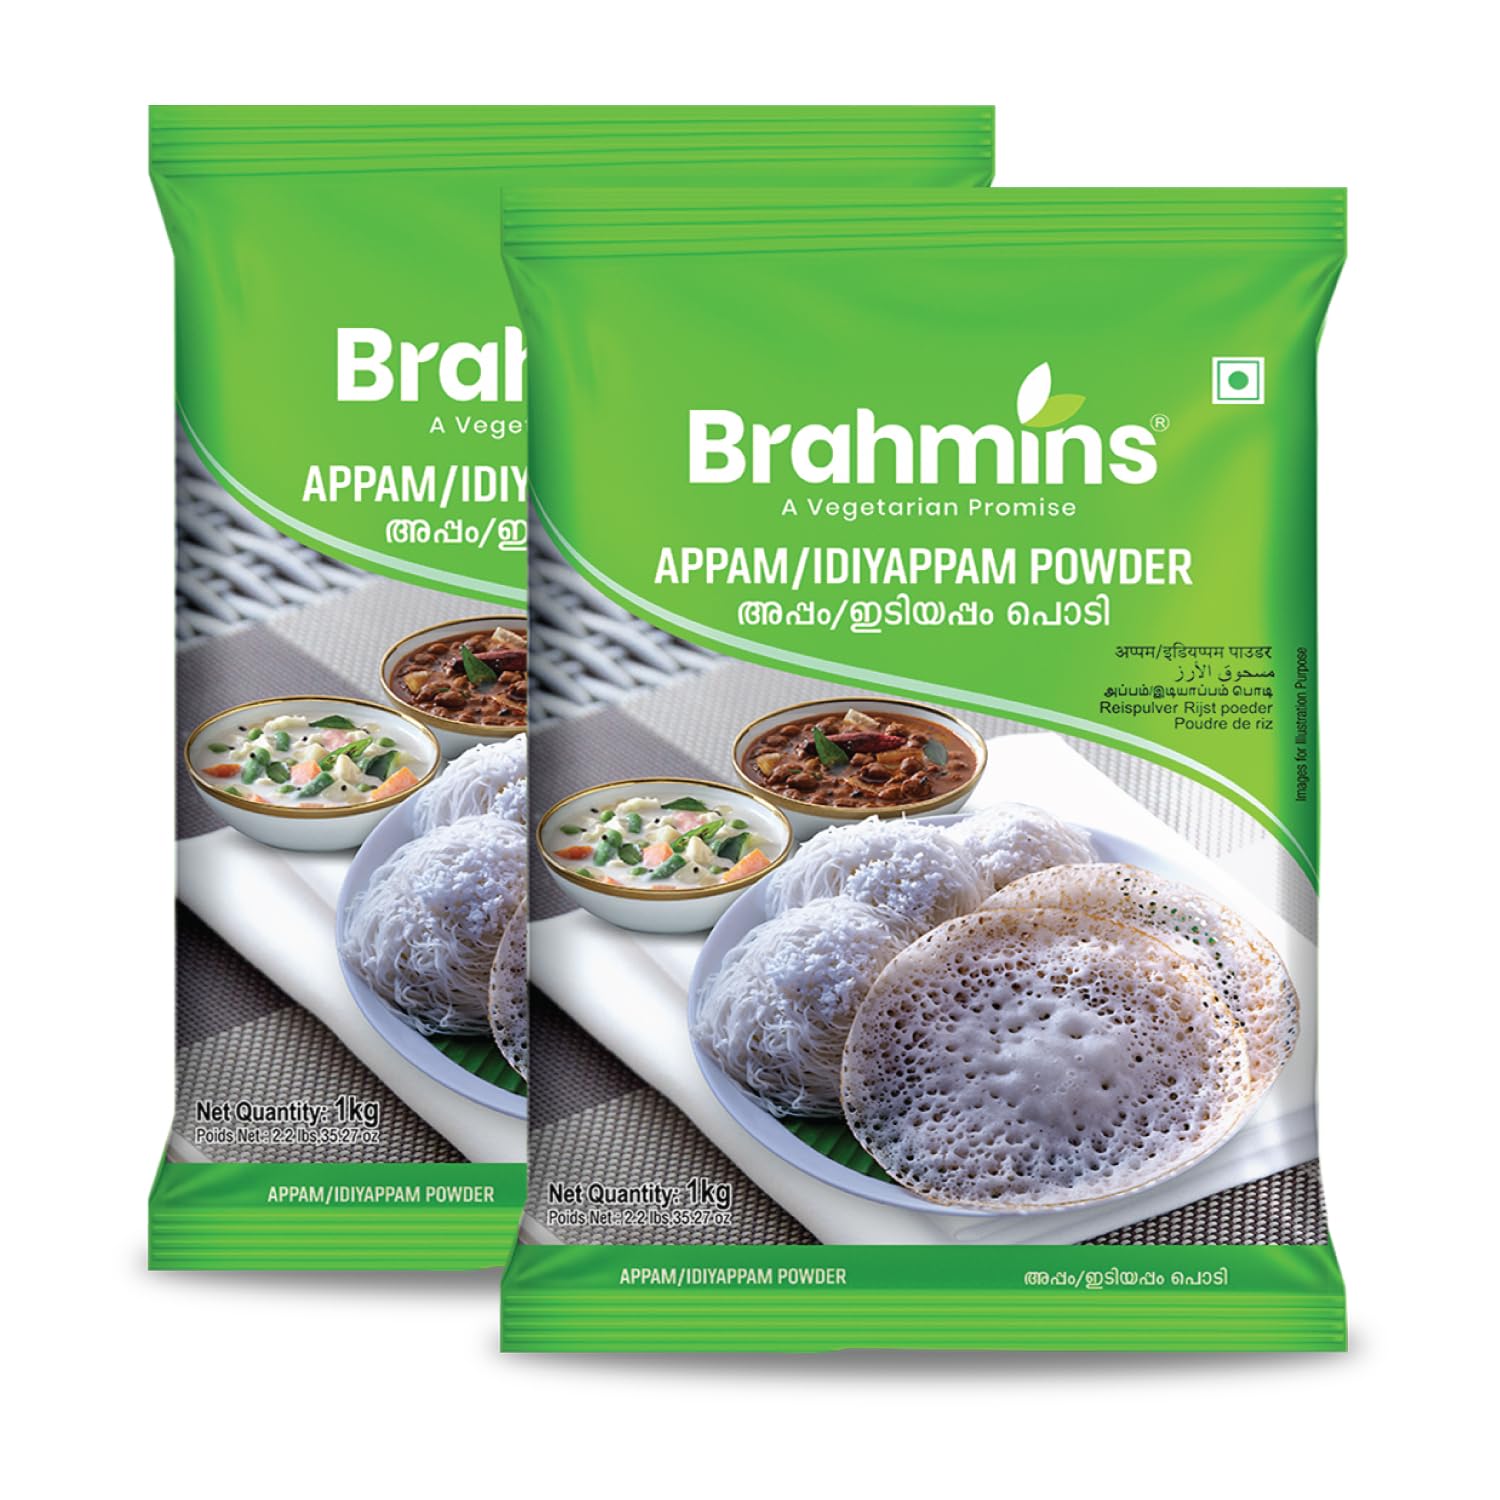 Brah
A Vege
APPAM/IDIY
അപ്പം/ഇ
Net Quantity: 1kg
Poids Net.: 2.2 lbs,35.27 oz
APPAM/IDIYAPPAM POWDER
Brahmins®
A Vegetarian Promise
APPAM/IDIYAPPAM POWDER
അപ്പം/ഇടിയപ്പം പൊടി
अप्पम/इडियप्पम पाउडर
مسحوق الأرز
அப்பம்/இடியாப்பம் பொடி
Reispulver Rijst poeder
Poudre de riz
Images for Illustration Purpose
Net Quantity: 1kg
Poids Net.: 2.2 lbs,35.27 oz
APPAM/IDIYAPPAM POWDER
അപ്പം/ഇടിയപ്പം പൊടി